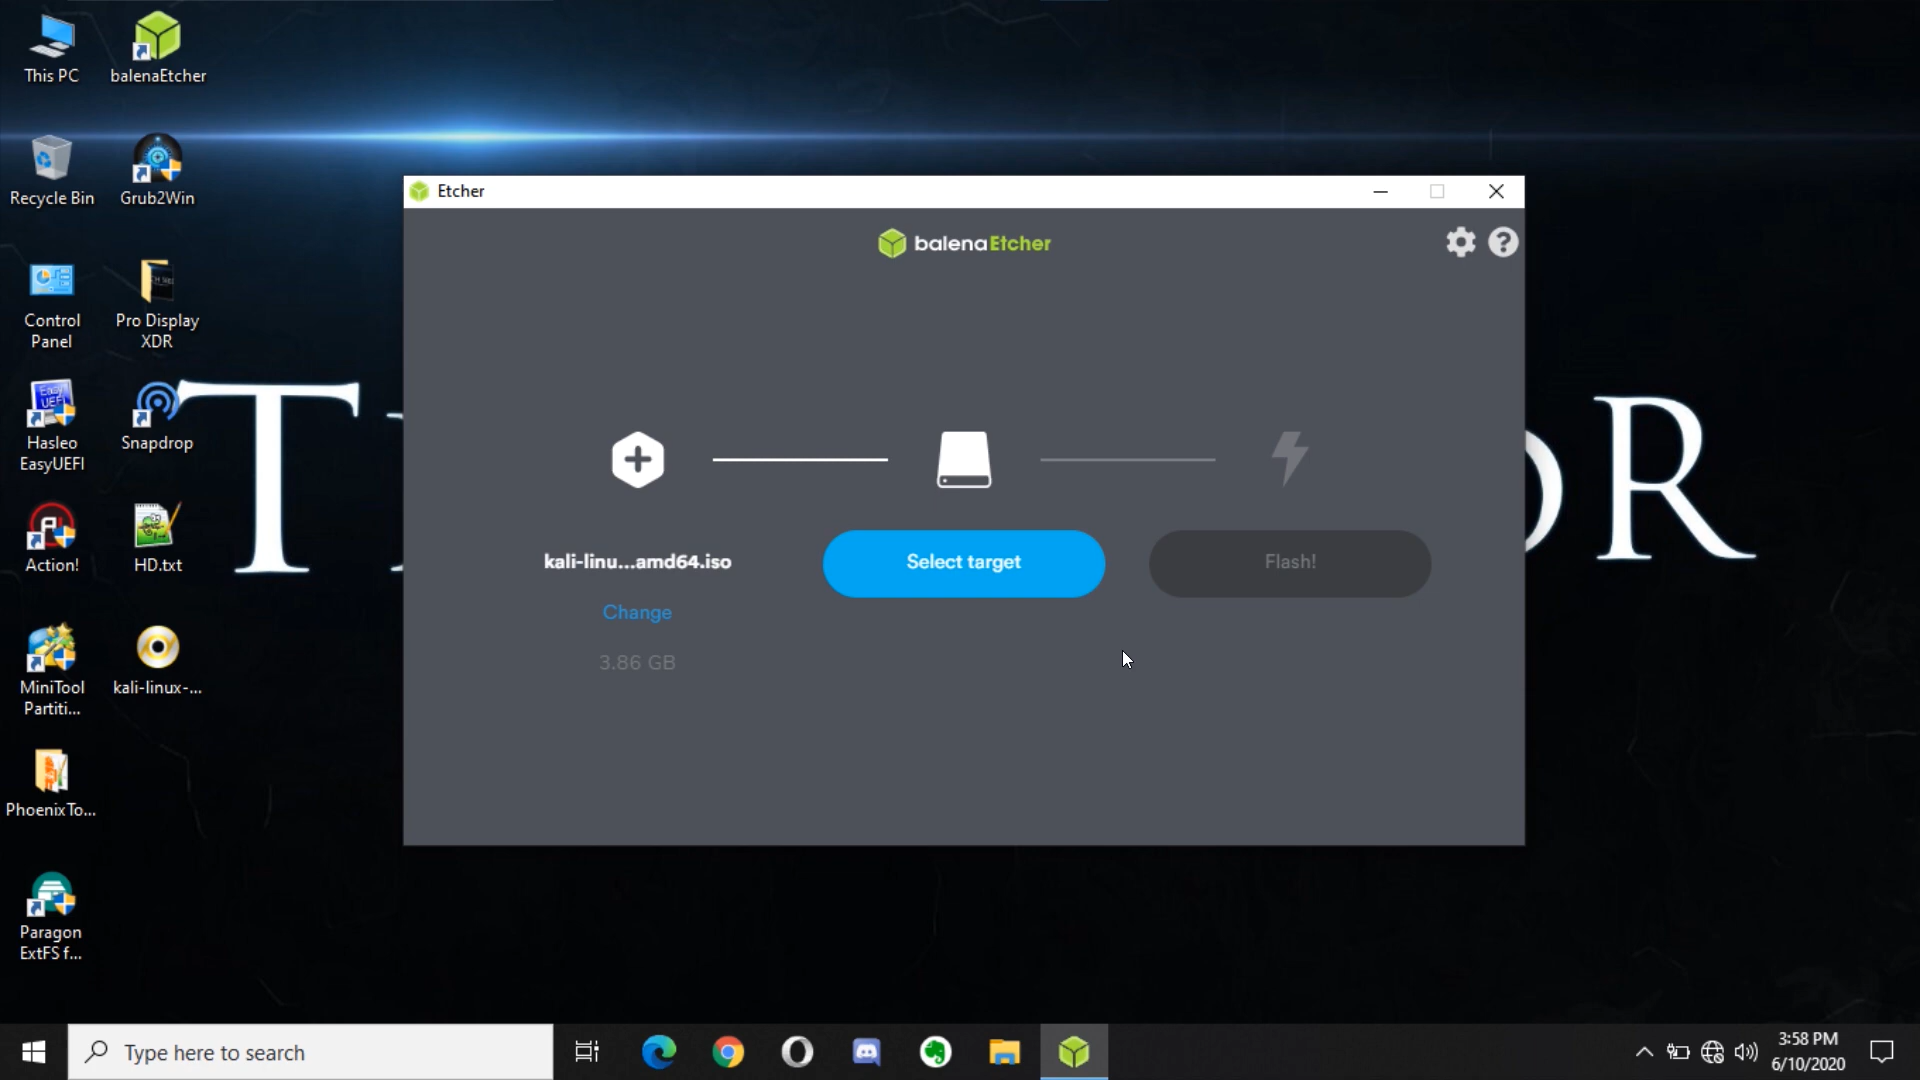 This PC
balenaEtcher
Recycle Bin
Grub2Win
Control
Panel
Pro Display
XDR
Easy
UEFI
Hasleo
EasyUEFI
Snapdrop
Action!
HD.txt
MiniTool
Partiti...
kali-linux-...
PhoenixTo...
Paragon
ExtFS f...
Etcher
balenaEtcher
kali-linu...amd64.iso
Change
3.86 GB
Select target
Flash!
T
R
Type here to search
3:58 PM
6/10/2020